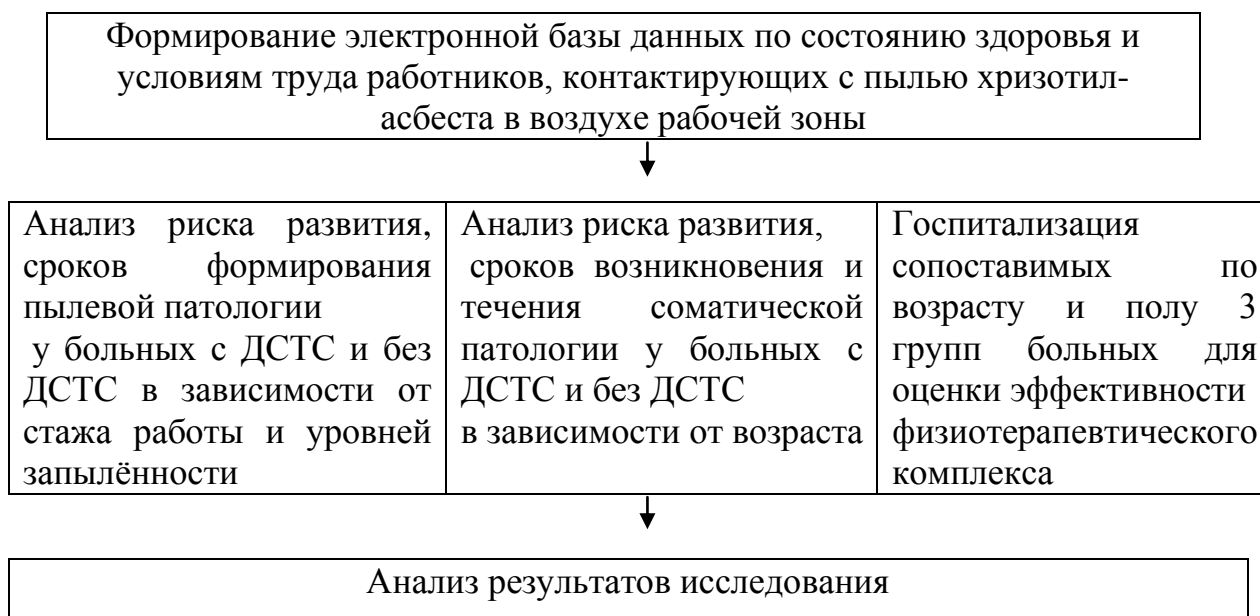 Формирование электронной базы данных по состоянию здоровья и
условиям труда работников, контактирующих с пылью хризотил-
асбеста в воздухе рабочей зоны
Анализ риска развития,
сроков формирования
пылевой патологии
у больных с ДСТС и без
ДСТС в зависимости от
стажа работы и уровней
запылённости
Анализ риска развития,
сроков возникновения и
течения соматической
патологии у больных с
ДСТС и без ДСТС
в зависимости от возраста
Госпитализация
сопоставимых по
возрасту и полу 3
групп больных для
оценки эффективности
физиотерапевтического
комплекса
Анализ результатов исследования